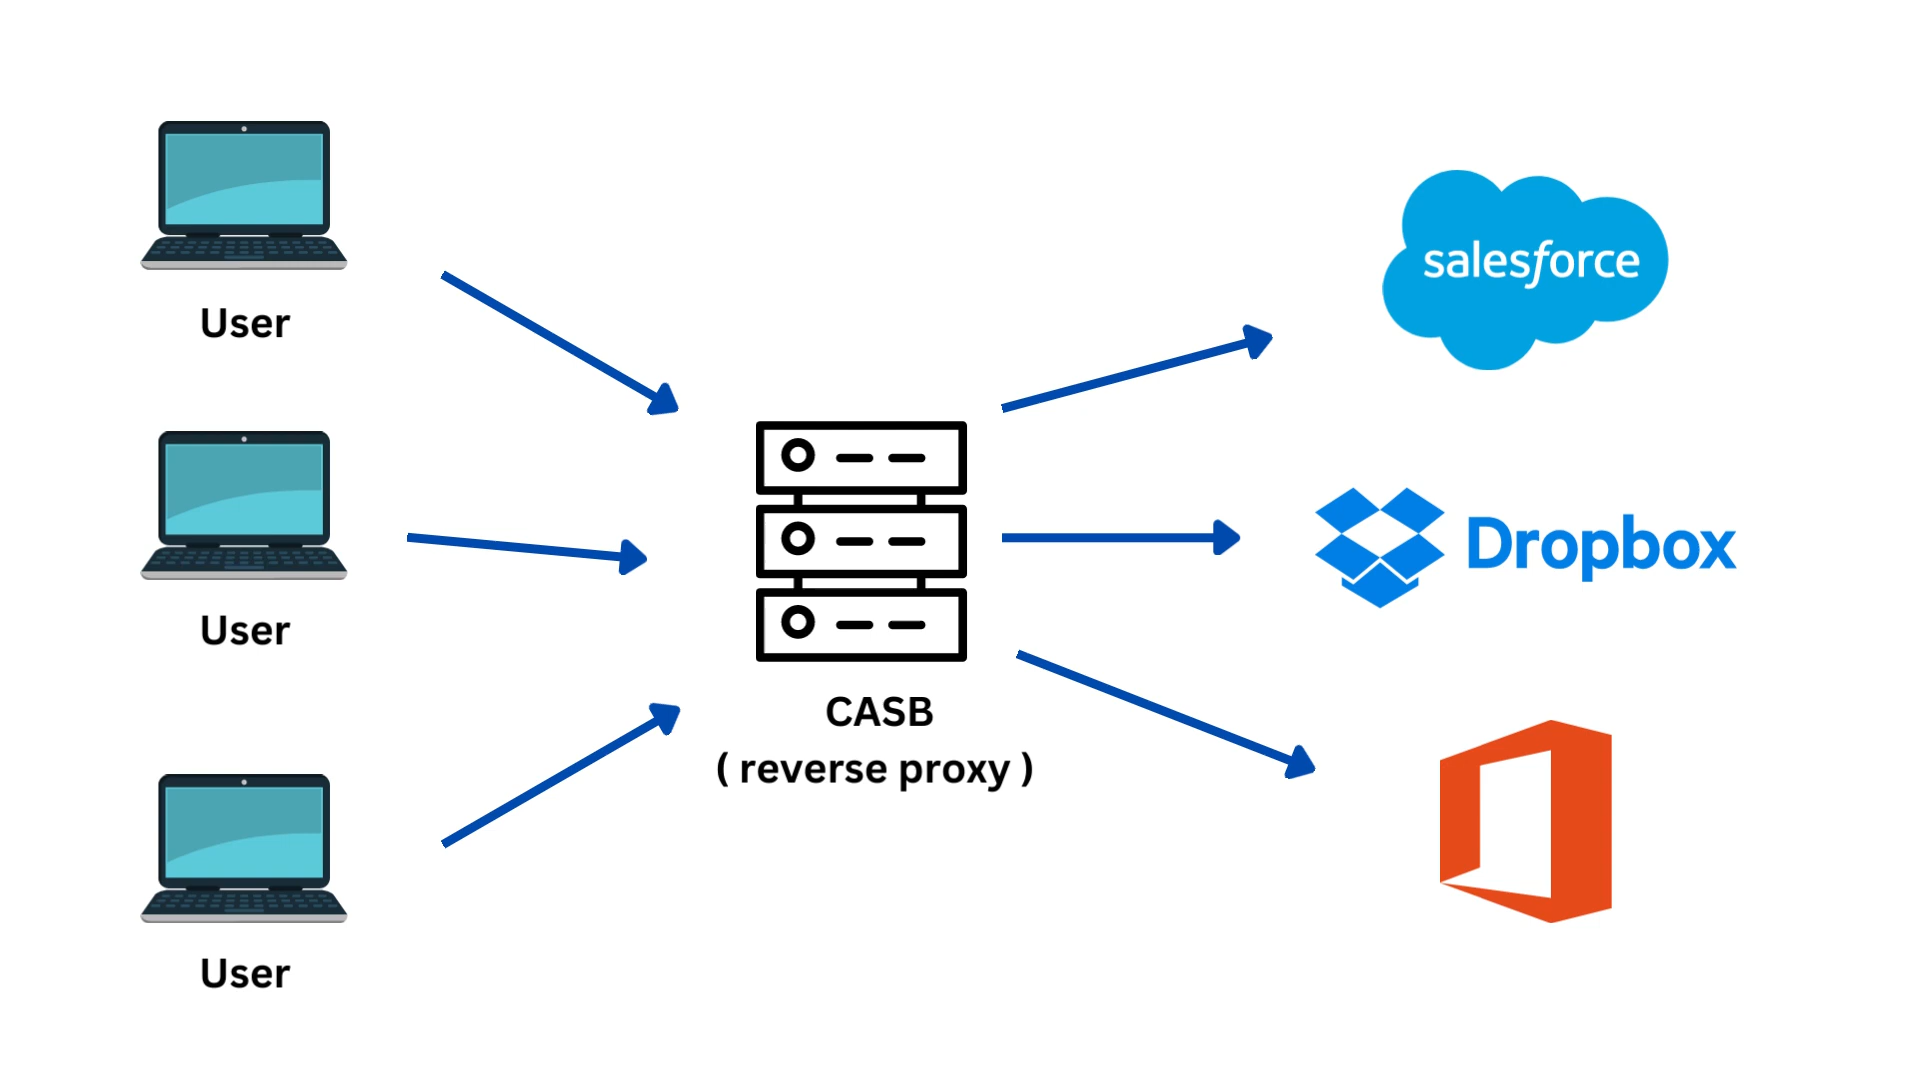 User
User
User
CASB
( reverse proxy )
salesforce
Dropbox